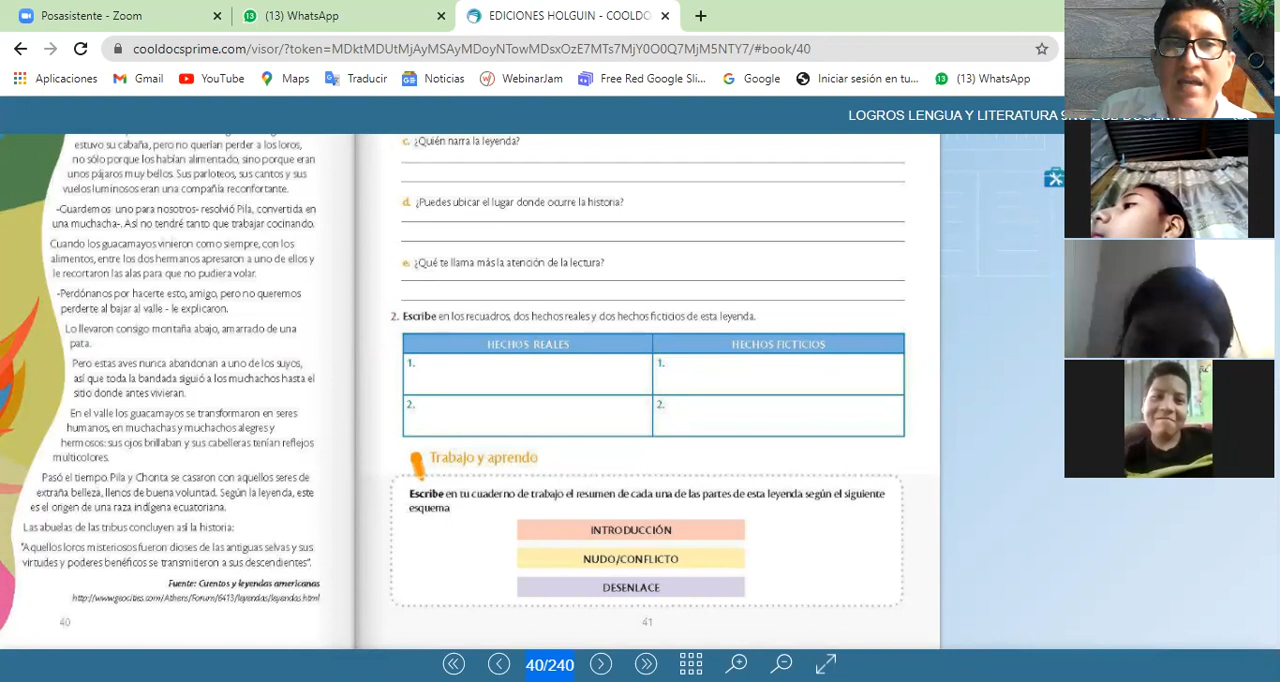 Posasistente - Zoom
(13) WhatsApp
EDICIONES HOLGUIN - COOLDO
cooldocsprime.com/visor/?token=MDktMDUtMjAyMSAyMDoyNTowMDsxOzE7MTs7MjY0O0Q7MjM5NTY7/#book/40
Aplicaciones
Gmail
YouTube
Maps
Traducir
Noticias
WebinarJam
Free Red Google Sli...
Google
Iniciar sesión en tu...
(13) WhatsApp
LOGROS LENGUA Y LITERATURA 9NO EGB DOCENTE
estuvo su cabaña, pero no querían perder a los loros,
no sólo porque los habían alimentado, sino porque eran
unos pájaros muy bellos. Sus parloteos, sus cantos y sus
vuelos luminosos eran una compañía reconfortante.
-Guardemos uno para nosotros- resolvió Pila, convertida en
una muchacha-. Así no tendré tanto que trabajar cocinando.
Cuando los guacamayos vinieron como siempre, con los
alimentos, entre los dos hermanos apresaron a uno de ellos y
le recortaron las alas para que no pudiera volar.
-Perdónanos por hacerte esto, amigo, pero no queremos
perderte al bajar al valle - le explicaron.
Lo llevaron consigo montaña abajo, amarrado de una
pata.
Pero estas aves nunca abandonan a uno de los suyos,
así que toda la bandada siguió a los muchachos hasta el
sitio donde antes vivieran.
En el valle los guacamayos se transformaron en seres
humanos, en muchachas y muchachos alegres y
hermosos: sus ojos brillaban y sus cabelleras tenían reflejos
multicolores.
Pasó el tiempo. Pila y Chonta se casaron con aquellos seres de
extraña belleza, llenos de buena voluntad. Según la leyenda, este
es el origen de una raza indígena ecuatoriana.
Las abuelas de las tribus concluyen así la historia:
"Aquellos loros misteriosos fueron dioses de las antiguas selvas y sus
virtudes y poderes benéficos se transmitieron a sus descendientes".
Fuente: Cuentos y leyendas americanas
http://www.geocities.com/Athens/Forum/6413/leyendas/leyendas.html
40
c. ¿Quién narra la leyenda?
d. ¿Puedes ubicar el lugar donde ocurre la historia?
e. ¿Qué te llama más la atención de la lectura?
2. Escribe en los recuadros, dos hechos reales y dos hechos ficticios de esta leyenda.
HECHOS REALES
HECHOS FICTICIOS
1.
1.
2.
2.
Trabajo y aprendo
Escribe en tu cuaderno de trabajo el resumen de cada una de las partes de esta leyenda según el siguiente
esquema
INTRODUCCIÓN
NUDO/CONFLICTO
DESENLACE
41
40/240